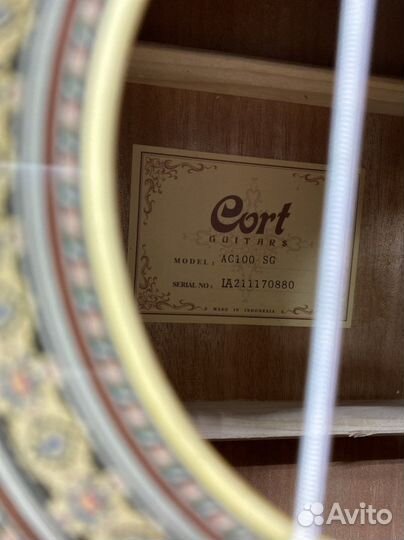 Cort
GUITARS
MODEL : AC100 SG
SERIAL NO : IA211170880
MADE IN INDONESIA
Avito